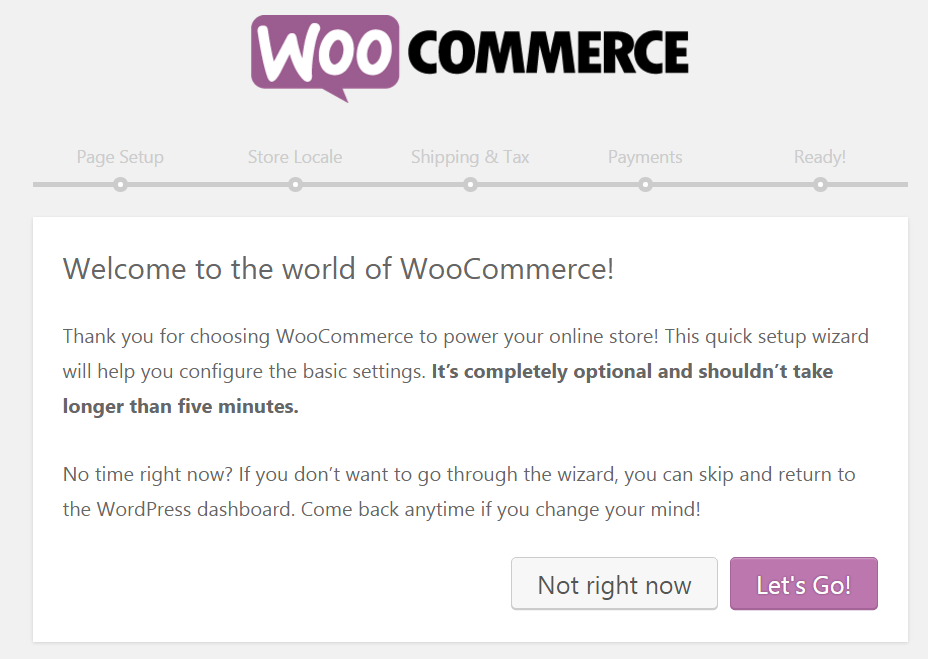 WOO COMMERCE
Page Setup Store Locale Shipping & Tax Payments Ready!
Welcome to the world of WooCommerce!
Thank you for choosing WooCommerce to power your online store! This quick setup wizard
will help you configure the basic settings. It’s completely optional and shouldn’t take
longer than five minutes.
No time right now? If you don’t want to go through the wizard, you can skip and return to
the WordPress dashboard. Come back anytime if you change your mind!
Not right now Let's Go!